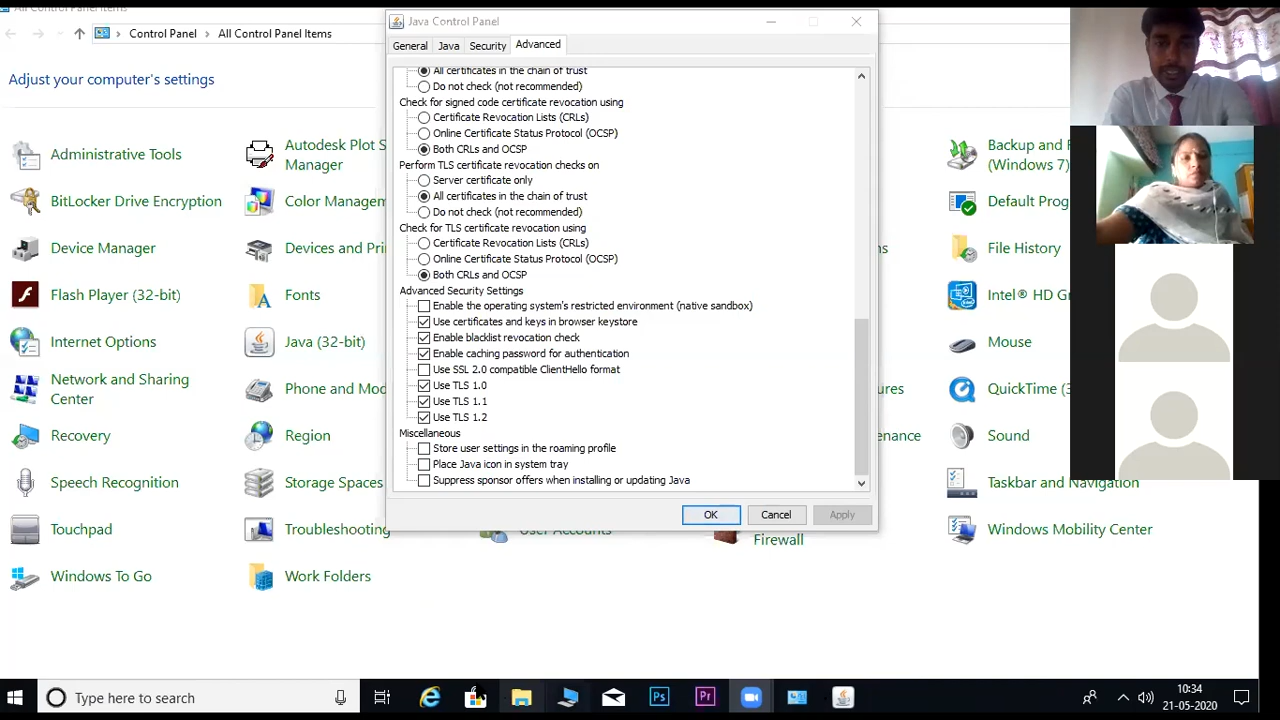 All Control Panel Items
Java Control Panel
Control Panel
All Control Panel Items
General
Java
Security
Advanced
Adjust your computer's settings
All certificates in the chain of trust
Do not check (not recommended)
Check for signed code certificate revocation using
Certificate Revocation Lists (CRLs)
Online Certificate Status Protocol (OCSP)
Both CRLs and OCSP
Perform TLS certificate revocation checks on
Server certificate only
All certificates in the chain of trust
Do not check (not recommended)
Check for TLS certificate revocation using
Certificate Revocation Lists (CRLs)
Online Certificate Status Protocol (OCSP)
Both CRLs and OCSP
Advanced Security Settings
Enable the operating system's restricted environment (native sandbox)
Use certificates and keys in browser keystore
Enable blacklist revocation check
Enable caching password for authentication
Use SSL 2.0 compatible ClientHello format
Use TLS 1.0
Use TLS 1.1
Use TLS 1.2
Miscellaneous
Store user settings in the roaming profile
Place Java icon in system tray
Suppress sponsor offers when installing or updating Java
OK
Cancel
Apply
Administrative Tools
BitLocker Drive Encryption
Device Manager
Flash Player (32-bit)
Internet Options
Network and Sharing
Center
Recovery
Speech Recognition
Touchpad
Windows To Go
Autodesk Plot S
Manager
Color Manageme
Devices and Pri
Fonts
Java (32-bit)
Phone and Mod
Region
Storage Spaces
Troubleshooting
Work Folders
User Accounts
Firewall
Backup and
(Windows 7)
Default Prog
File History
Intel® HD Gr
Mouse
QuickTime (3
Sound
Taskbar and Navigation
Windows Mobility Center
Type here to search
Ps
Pr
10:34
21-05-2020